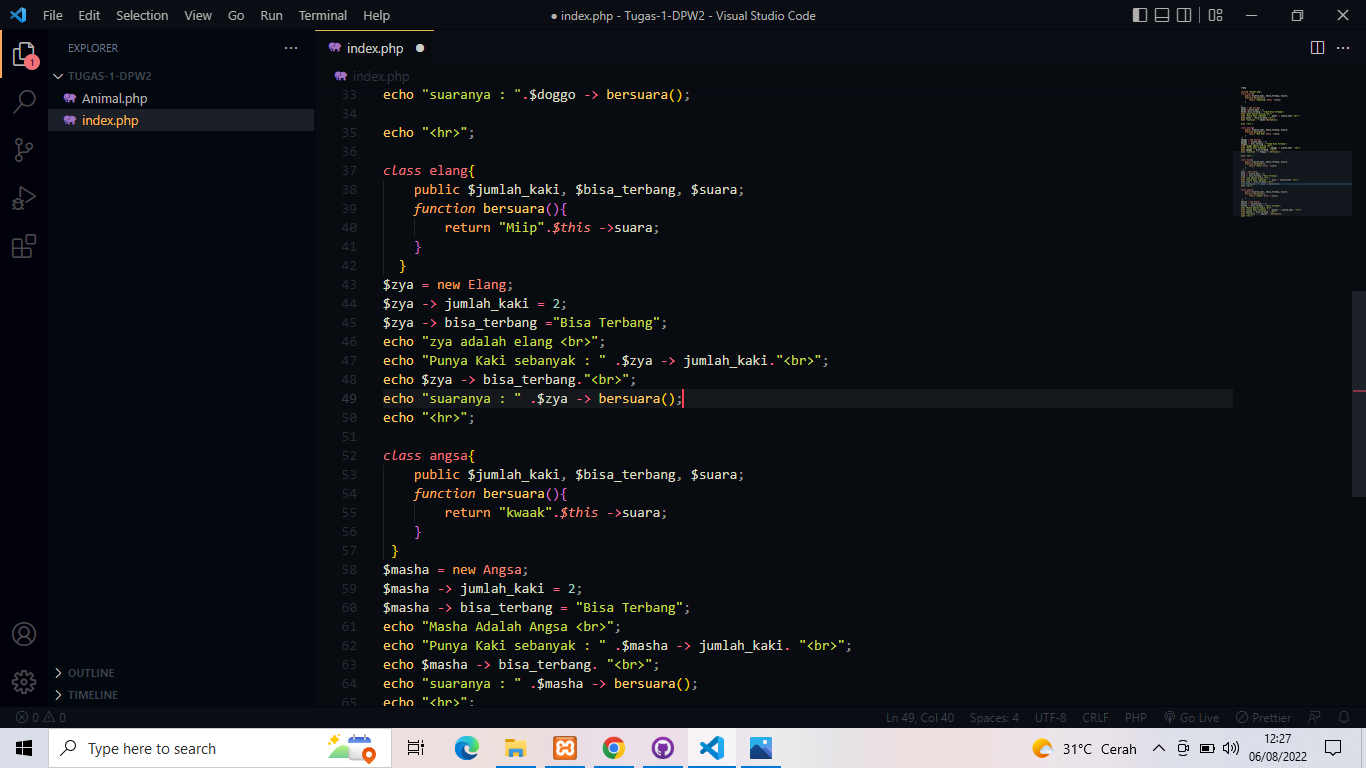 File Edit Selection View Go Run Terminal Help
● index.php - Tugas-1-DPW2 - Visual Studio Code
EXPLORER
1
TUGAS-1-DPW2
Animal.php
index.php
OUTLINE
TIMELINE
index.php
index.php
33 echo "suaranya : ".$doggo -> bersuara();
34
35 echo "<hr>";
36
37 class elang{
38 public $jumlah_kaki, $bisa_terbang, $suara;
39 function bersuara(){
40 return "Miip".$this ->suara;
41 }
42 }
43 $zya = new Elang;
44 $zya -> jumlah_kaki = 2;
45 $zya -> bisa_terbang ="Bisa Terbang";
46 echo "zya adalah elang <br>";
47 echo "Punya Kaki sebanyak : " .$zya -> jumlah_kaki."<br>";
48 echo $zya -> bisa_terbang."<br>";
49 echo "suaranya : " .$zya -> bersuara();
50 echo "<hr>";
51
52 class angsa{
53 public $jumlah_kaki, $bisa_terbang, $suara;
54 function bersuara(){
55 return "kwaak".$this ->suara;
56 }
57 }
58 $masha = new Angsa;
59 $masha -> jumlah_kaki = 2;
60 $masha -> bisa_terbang = "Bisa Terbang";
61 echo "Masha Adalah Angsa <br>";
62 echo "Punya Kaki sebanyak : " .$masha -> jumlah_kaki. "<br>";
63 echo $masha -> bisa_terbang. "<br>";
64 echo "suaranya : " .$masha -> bersuara();
65 echo "<hr>";
0 0
Ln 49, Col 40 Spaces: 4 UTF-8 CRLF PHP Go Live Prettier
Type here to search
31°C Cerah
12:27
06/08/2022